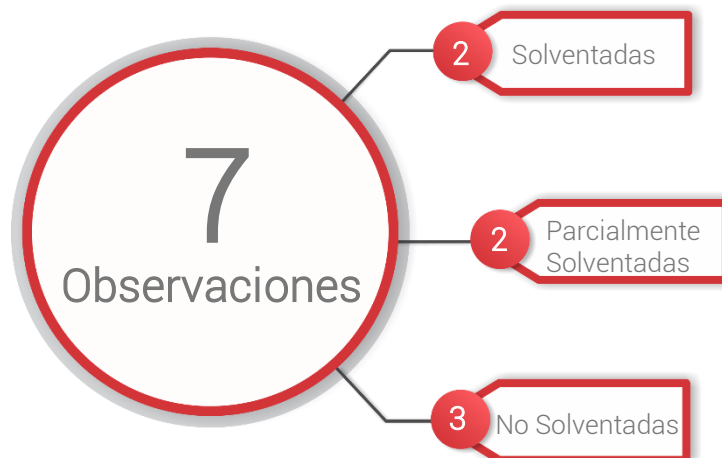 7
Observaciones
2
Solventadas
2
Parcialmente
Solventadas
3
No Solventadas